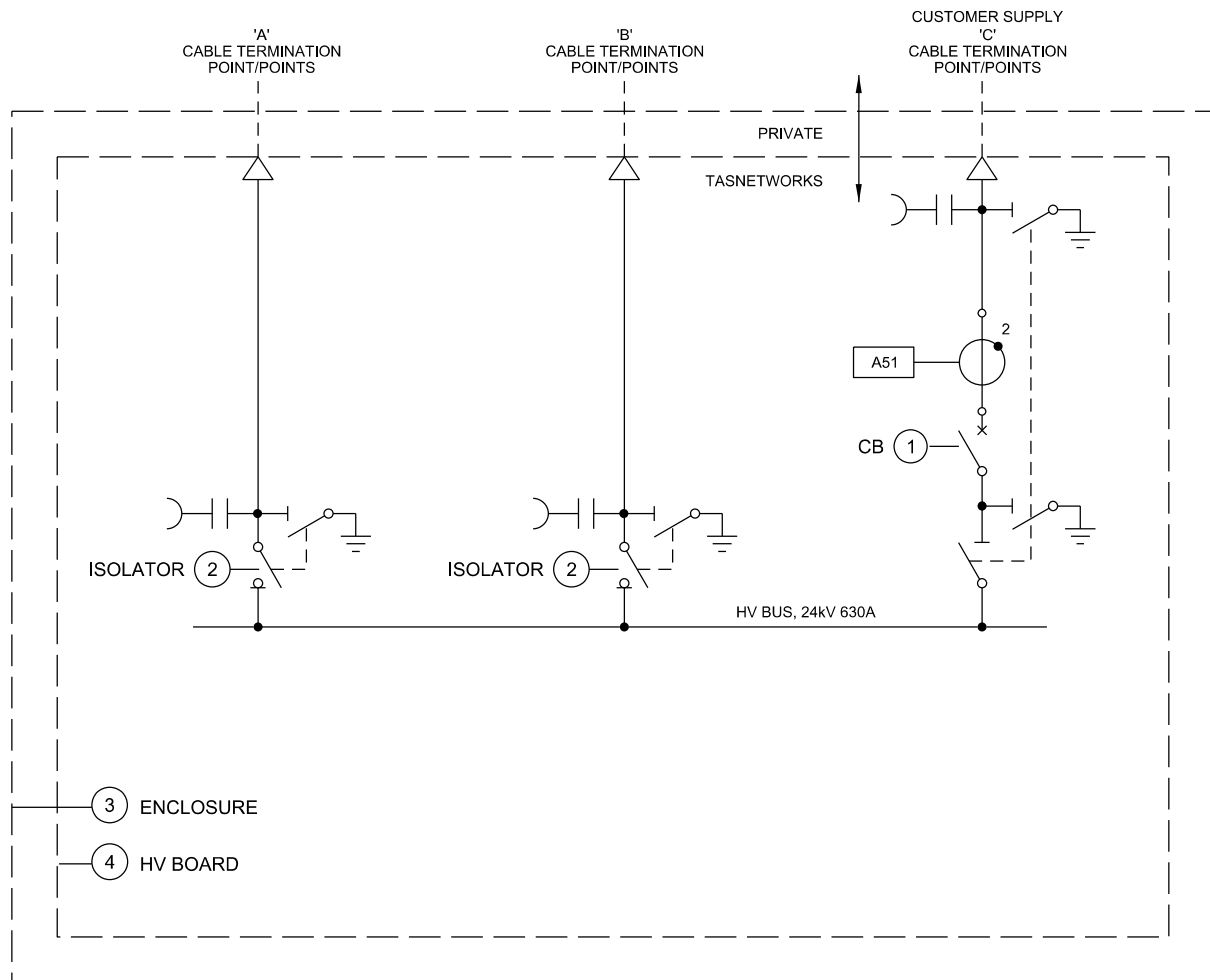 'A'
CABLE TERMINATION
POINT/POINTS
'B'
CABLE TERMINATION
POINT/POINTS
CUSTOMER SUPPLY
'C'
CABLE TERMINATION
POINT/POINTS
PRIVATE
TASNETWORKS
2
A51
CB 1
ISOLATOR 2
ISOLATOR 2
HV BUS, 24kV 630A
3 ENCLOSURE
4 HV BOARD